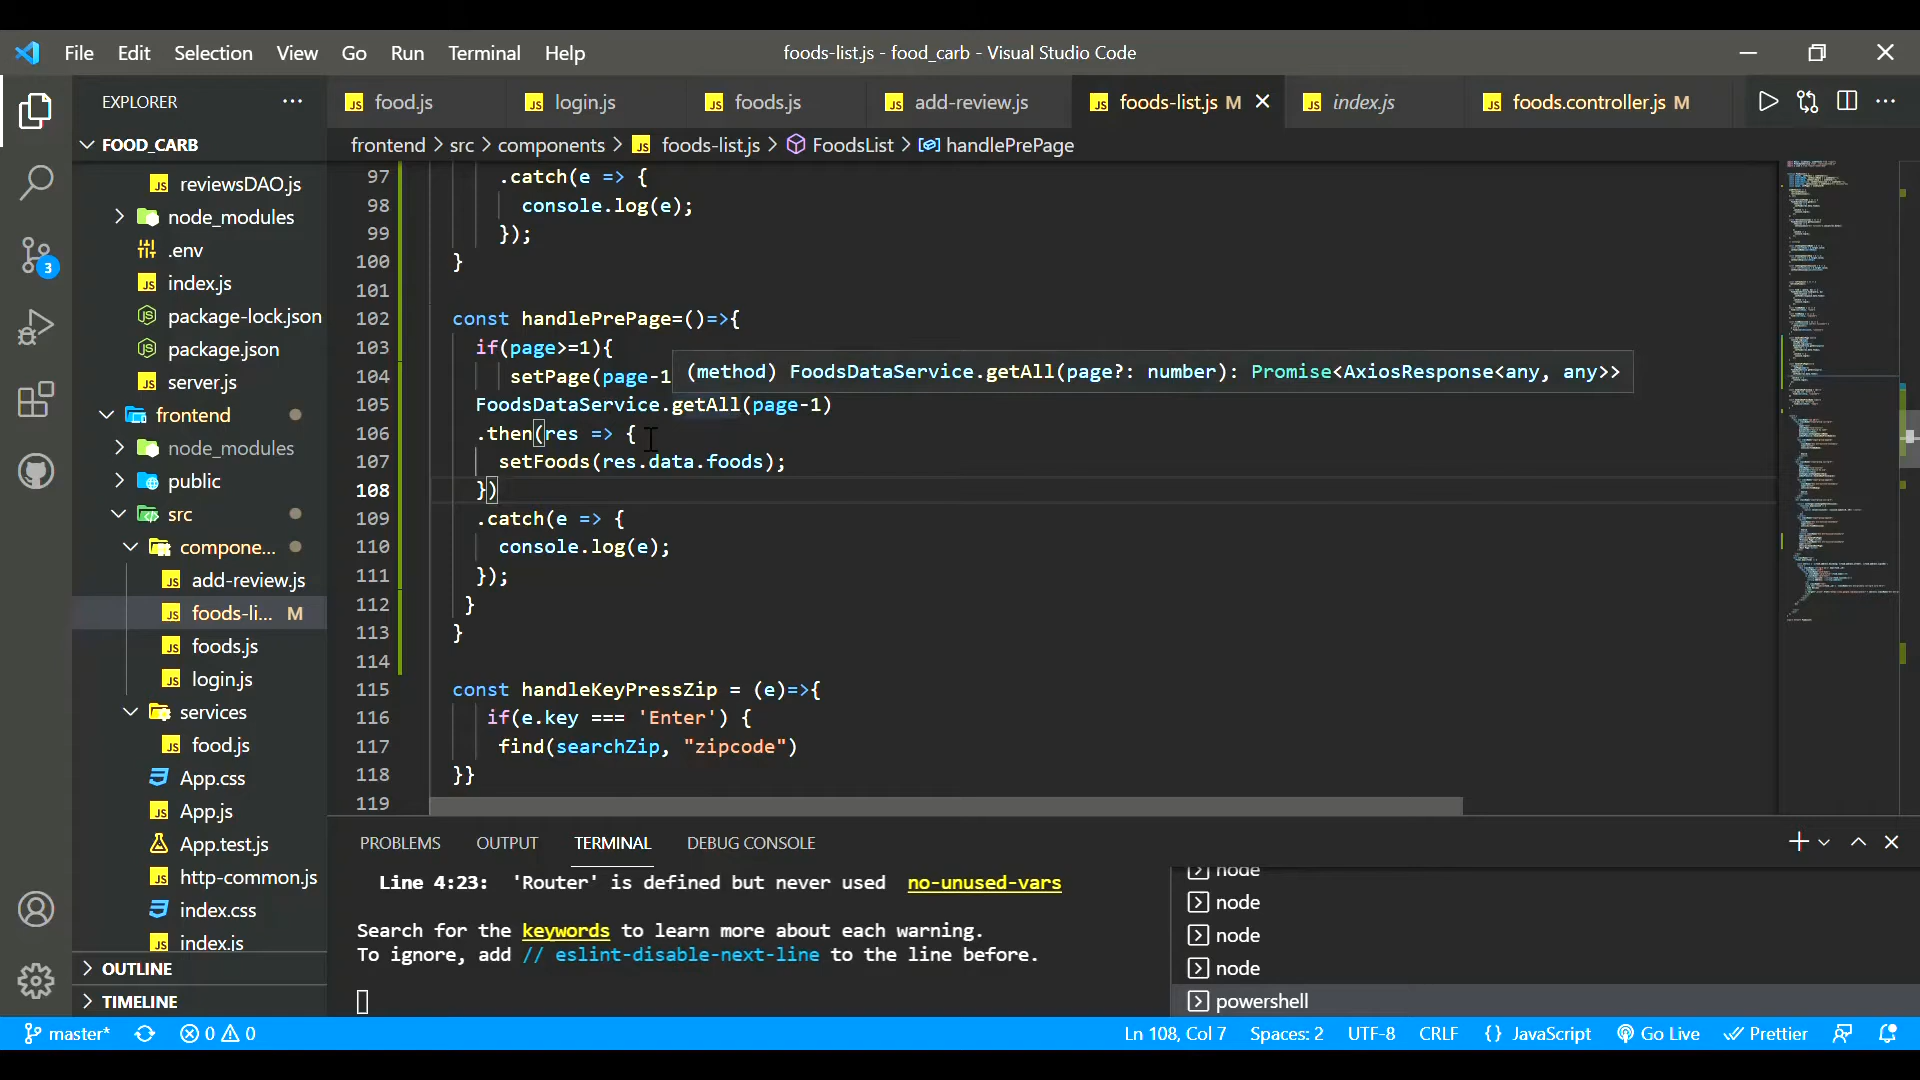 File Edit Selection View Go Run Terminal Help
foods-list.js - food_carb - Visual Studio Code
EXPLORER
food.js
login.js
foods.js
add-review.js
foods-list.js M
index.js
foods.controller.js M
FOOD_CARB
frontend > src > components > foods-list.js > FoodsList > handlePrePage
reviewsDAO.js
node_modules
.env
index.js
package-lock.json
package.json
server.js
frontend
node_modules
public
src
compone...
add-review.js
foods-li... M
foods.js
login.js
services
food.js
App.css
App.js
App.test.js
http-common.js
index.css
index.js
OUTLINE
TIMELINE
3
97 .catch(e => {
98 console.log(e);
99 });
100 }
101
102 const handlePrePage=()=>{
103 if(page>=1){
104 setPage(page-1
(method) FoodsDataService.getAll(page?: number): Promise<AxiosResponse<any, any>>
105 FoodsDataService.getAll(page-1)
106 .then(res => {
107 setFoods(res.data.foods);
108 })
109 .catch(e => {
110 console.log(e);
111 });
112 }
113 }
114
115 const handleKeyPressZip = (e)=>{
116 if(e.key === 'Enter') {
117 find(searchZip, "zipcode")
118 }}
119
PROBLEMS OUTPUT TERMINAL DEBUG CONSOLE
Line 4:23: 'Router' is defined but never used no-unused-vars
Search for the keywords to learn more about each warning.
To ignore, add // eslint-disable-next-line to the line before.
node
node
node
node
powershell
master* 0 0
Ln 108, Col 7 Spaces: 2 UTF-8 CRLF {} JavaScript Go Live Prettier